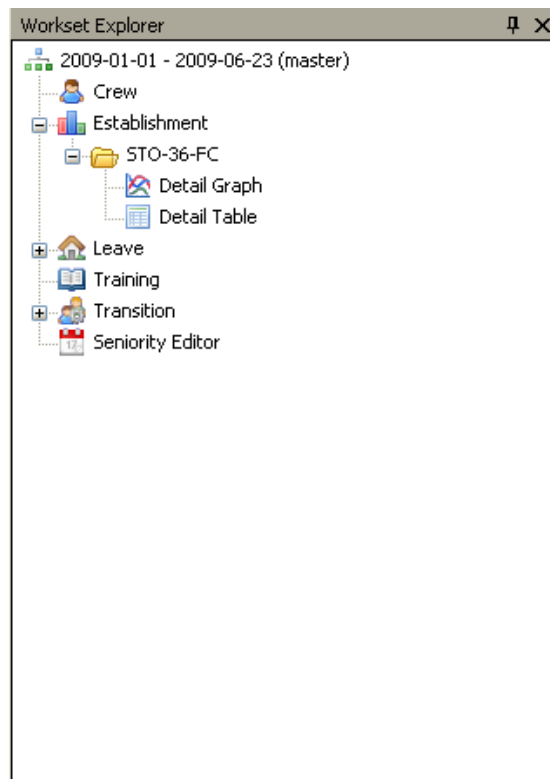 Workset Explorer
2009-01-01 - 2009-06-23 (master)
Crew
Establishment
STO-36-FC
Detail Graph
Detail Table
Leave
Training
Transition
Seniority Editor